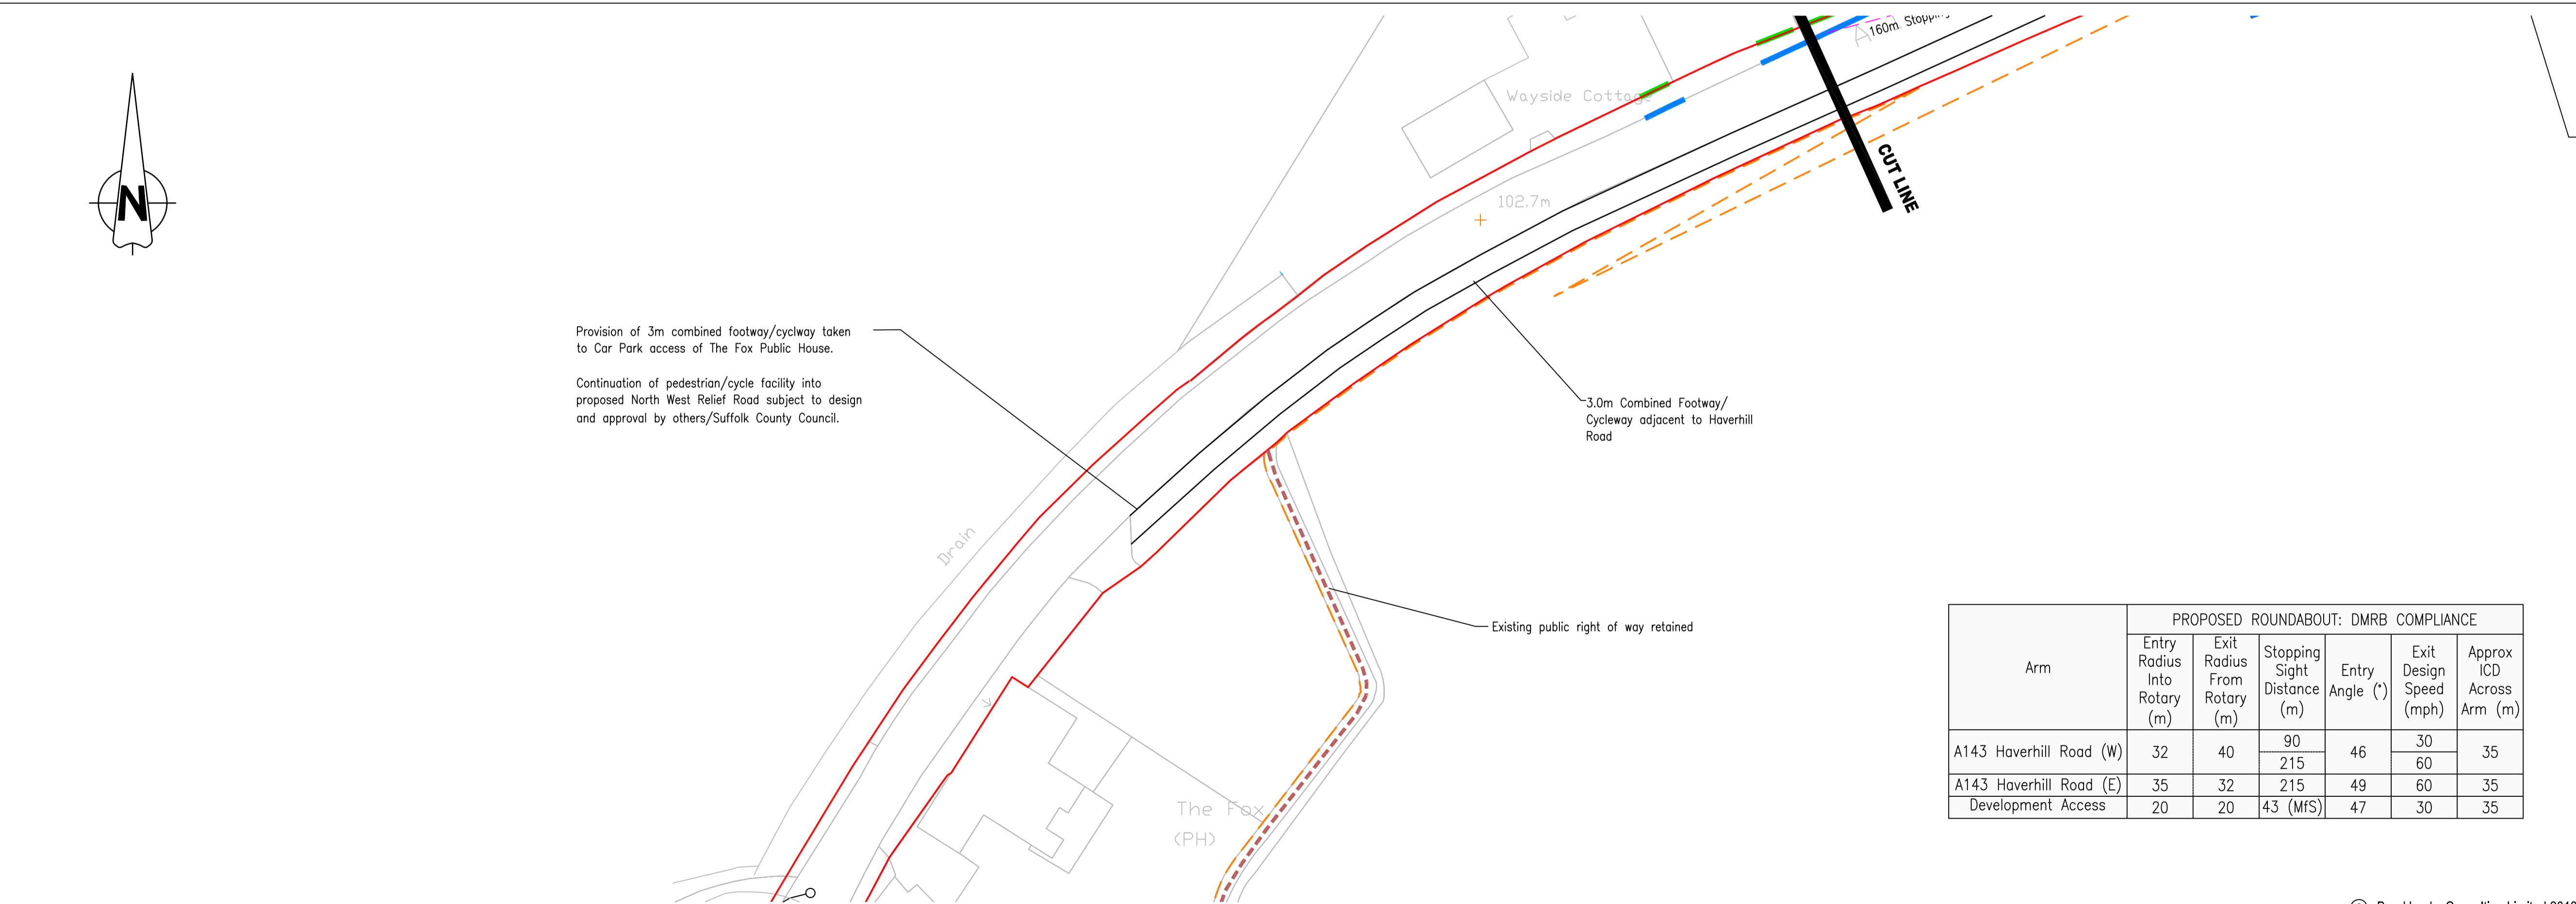 160m Stopping
Wayside Cottage
CUT LINE
102.7m
N
Provision of 3m combined footway/cyclway taken
to Car Park access of The Fox Public House.
Continuation of pedestrian/cycle facility into
proposed North West Relief Road subject to design
and approval by others/Suffolk County Council.
3.0m Combined Footway/
Cycleway adjacent to Haverhill
Road
Drain
Existing public right of way retained
The Fox
(PH)
PROPOSED ROUNDABOUT: DMRB COMPLIANCE
Arm
Entry
Radius
Into
Rotary
(m)
Exit
Radius
From
Rotary
(m)
Stopping
Sight
Distance
(m)
Entry
Angle (°)
Exit
Design
Speed
(mph)
Approx
ICD
Across
Arm (m)
A143 Haverhill Road (W) 32 40 90 46 30 35
215 60
A143 Haverhill Road (E) 35 32 215 49 60 35
Development Access 20 20 43 (MfS) 47 30 35